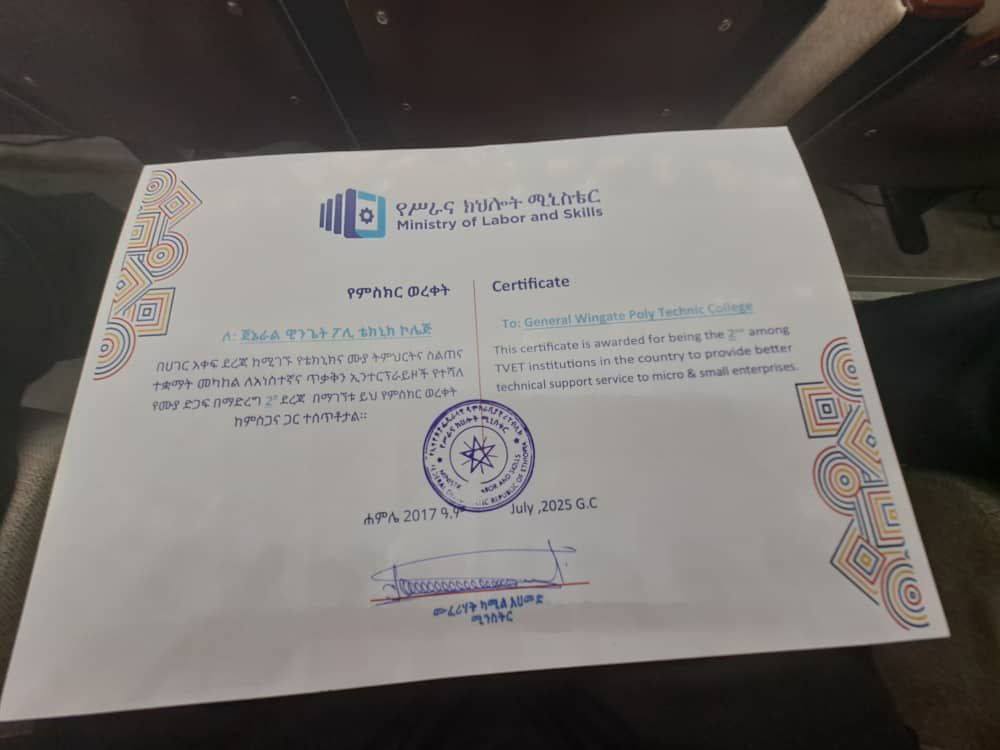 የሥራና ክህሎት ሚኒስቴር
Ministry of Labor and Skills
የምስክር ወረቀት
ለ: ጀኔራል ዊንጌት ፖሊ ቴክኒክ ኮሌጅ
በሀገር አቀፍ ደረጃ ከሚገኙ የቴክኒክና ሙያ ትምህርትና ስልጠና
ተቋማት መካከል ለአነስተኛና ጥቃቅን ኢንተርፕራይዞች የተሻለ
የሙያ ድጋፍ በማድረግ 2ኛ ደረጃ በማግኘቱ ይህ የምስክር ወረቀት
ከምስጋና ጋር ተሰጥቶታል፡፡
Certificate
To: General Wingate Poly Technic College
This certificate is awarded for being the 2nd among
TVET institutions in the country to provide better
technical support service to micro & small enterprises.
የሥራና ክህሎት ሚኒስቴር
ሐምሌ 2017 ዓ.ም
July ,2025 G.C
ሙፈሪሃት ካሚል አህመድ
ሚንስትር